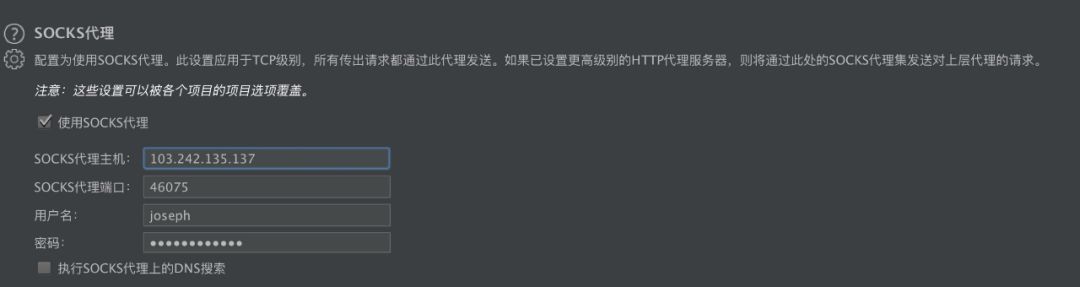 SOCKS代理
配置为使用SOCKS代理。此设置应用于TCP级别，所有传出请求都通过此代理发送。如果已设置更高级别的HTTP代理服务器，则将通过此处的SOCKS代理集发送对上层代理的请求。
注意：这些设置可以被各个项目的项目选项覆盖。
使用SOCKS代理
SOCKS代理主机： 103.242.135.137
SOCKS代理端口： 46075
用户名： joseph
密码： ••••••••••••
执行SOCKS代理上的DNS搜索